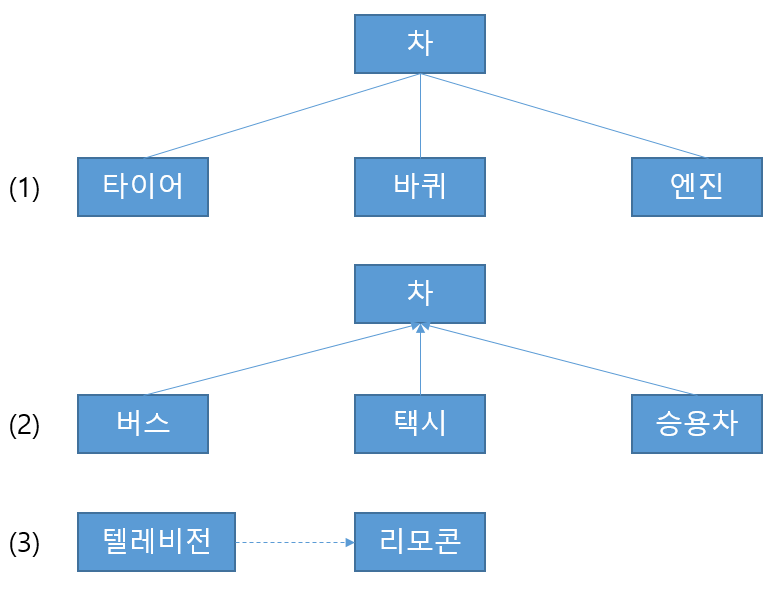 차
(1) 타이어 바퀴 엔진
차
(2) 버스 택시 승용차
(3) 텔레비전 리모콘